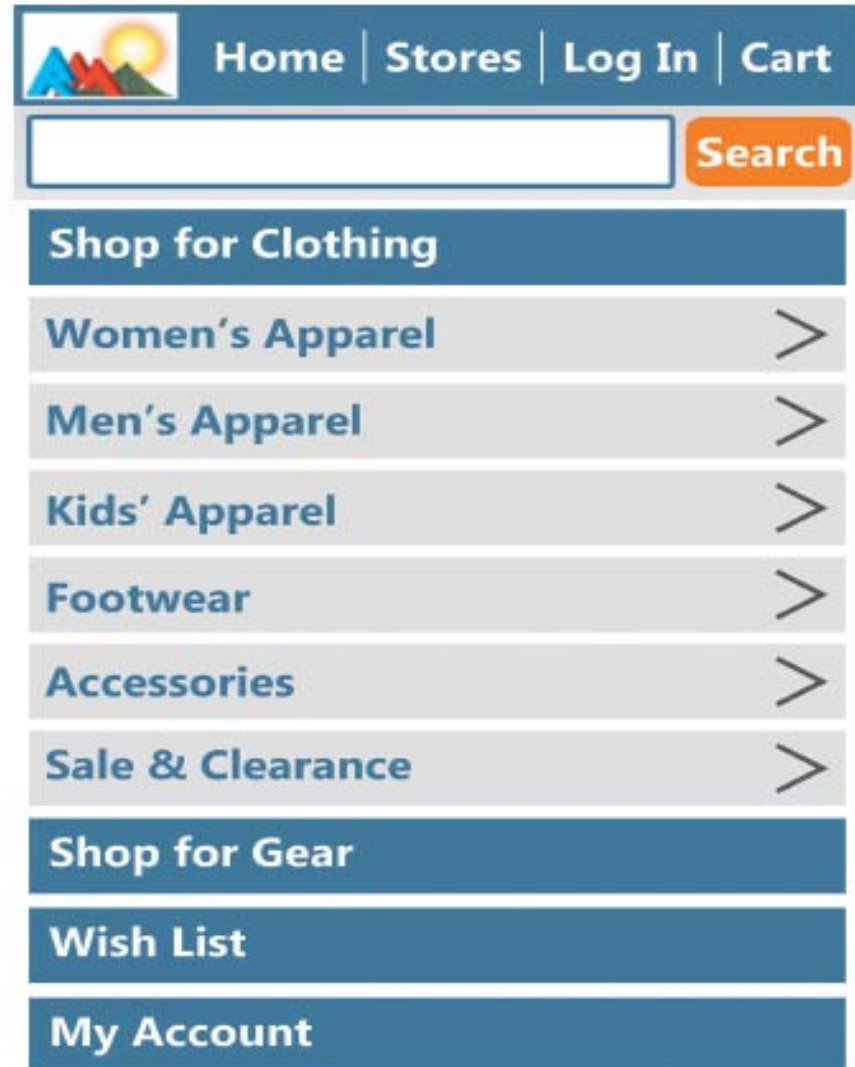 Home | Stores | Log In | Cart
Search
Shop for Clothing
Women’s Apparel >
Men’s Apparel >
Kids’ Apparel >
Footwear >
Accessories >
Sale & Clearance >
Shop for Gear
Wish List
My Account